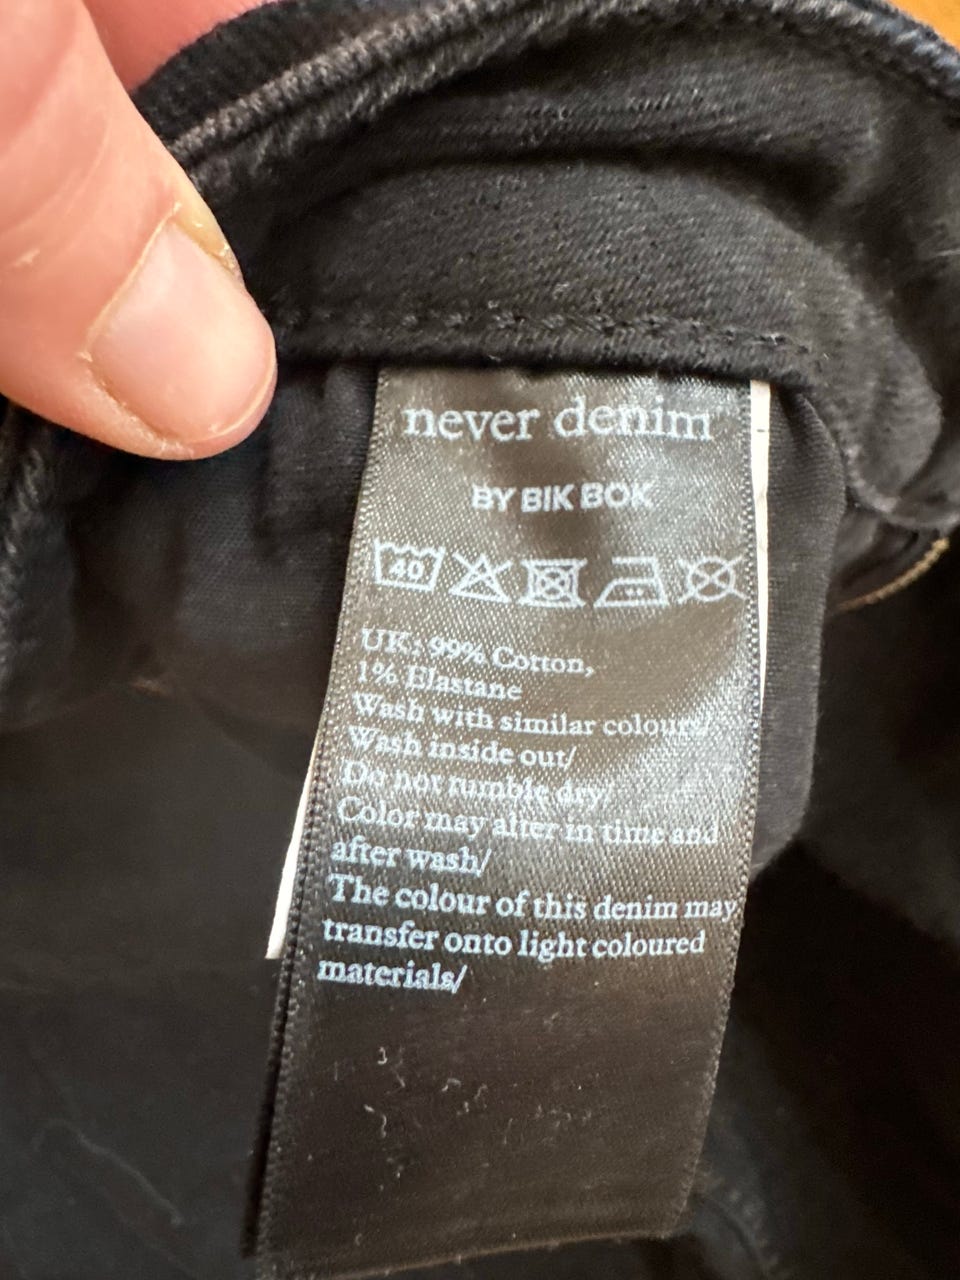 never denim
BY BIK BOK
40
UK: 99% Cotton,
1% Elastane
Wash with similar colours/
Wash inside out/
Do not tumble dry/
Color may alter in time and
after wash/
The colour of this denim may
transfer onto light coloured
materials/